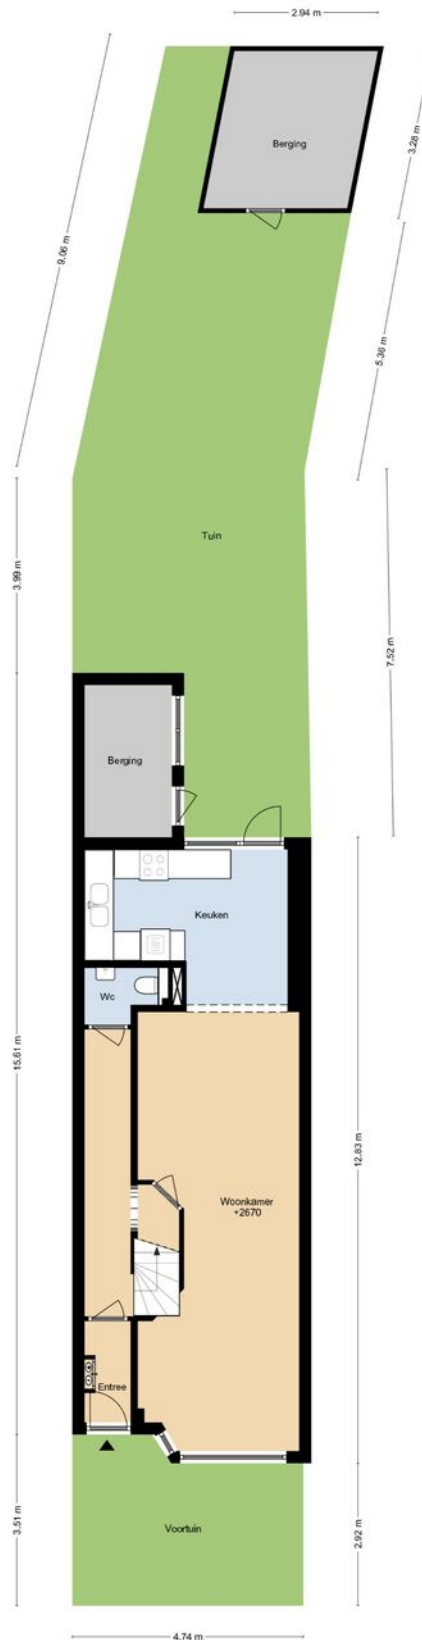 2.94 m
Berging
3.28 m
9.06 m
5.36 m
Tuin
3.99 m
7.52 m
Berging
Keuken
Wc
15.61 m
12.83 m
Woonkamer
+2670
Entree
3.51 m
Voortuin
2.92 m
4.74 m